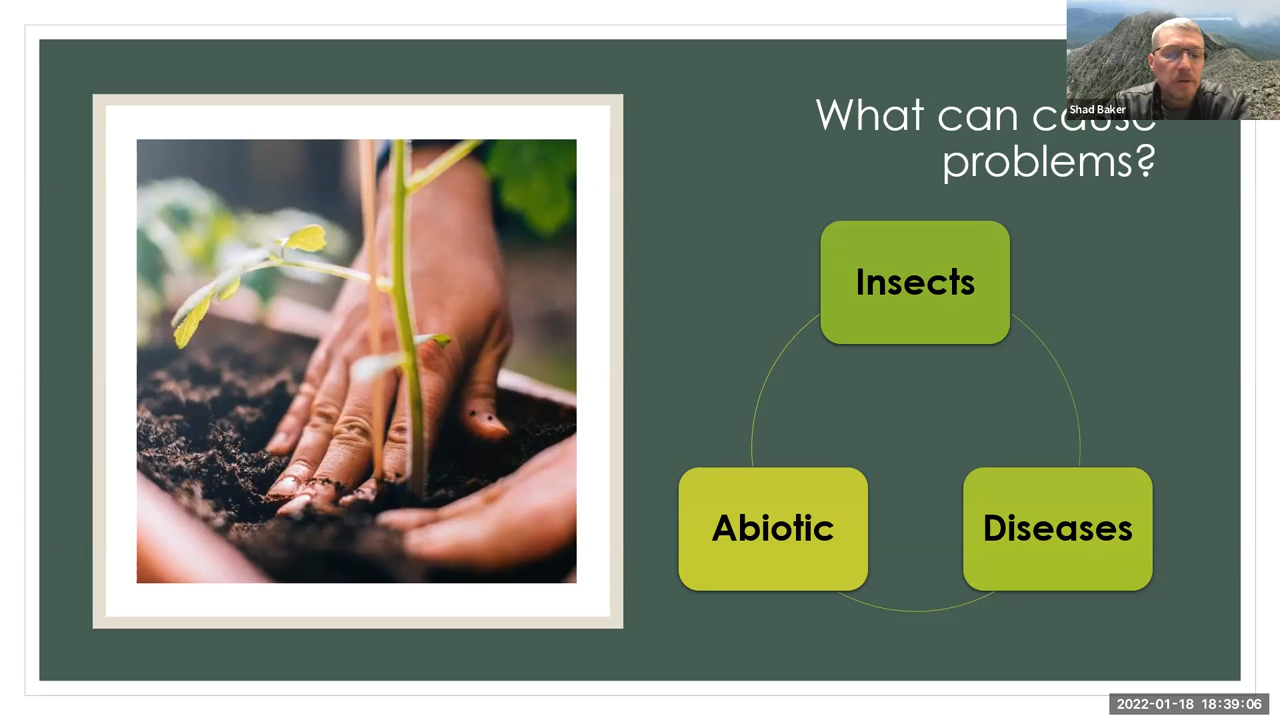 Shad Baker
What can cause
problems?
Insects
Abiotic
Diseases
2022-01-18 18:39:06